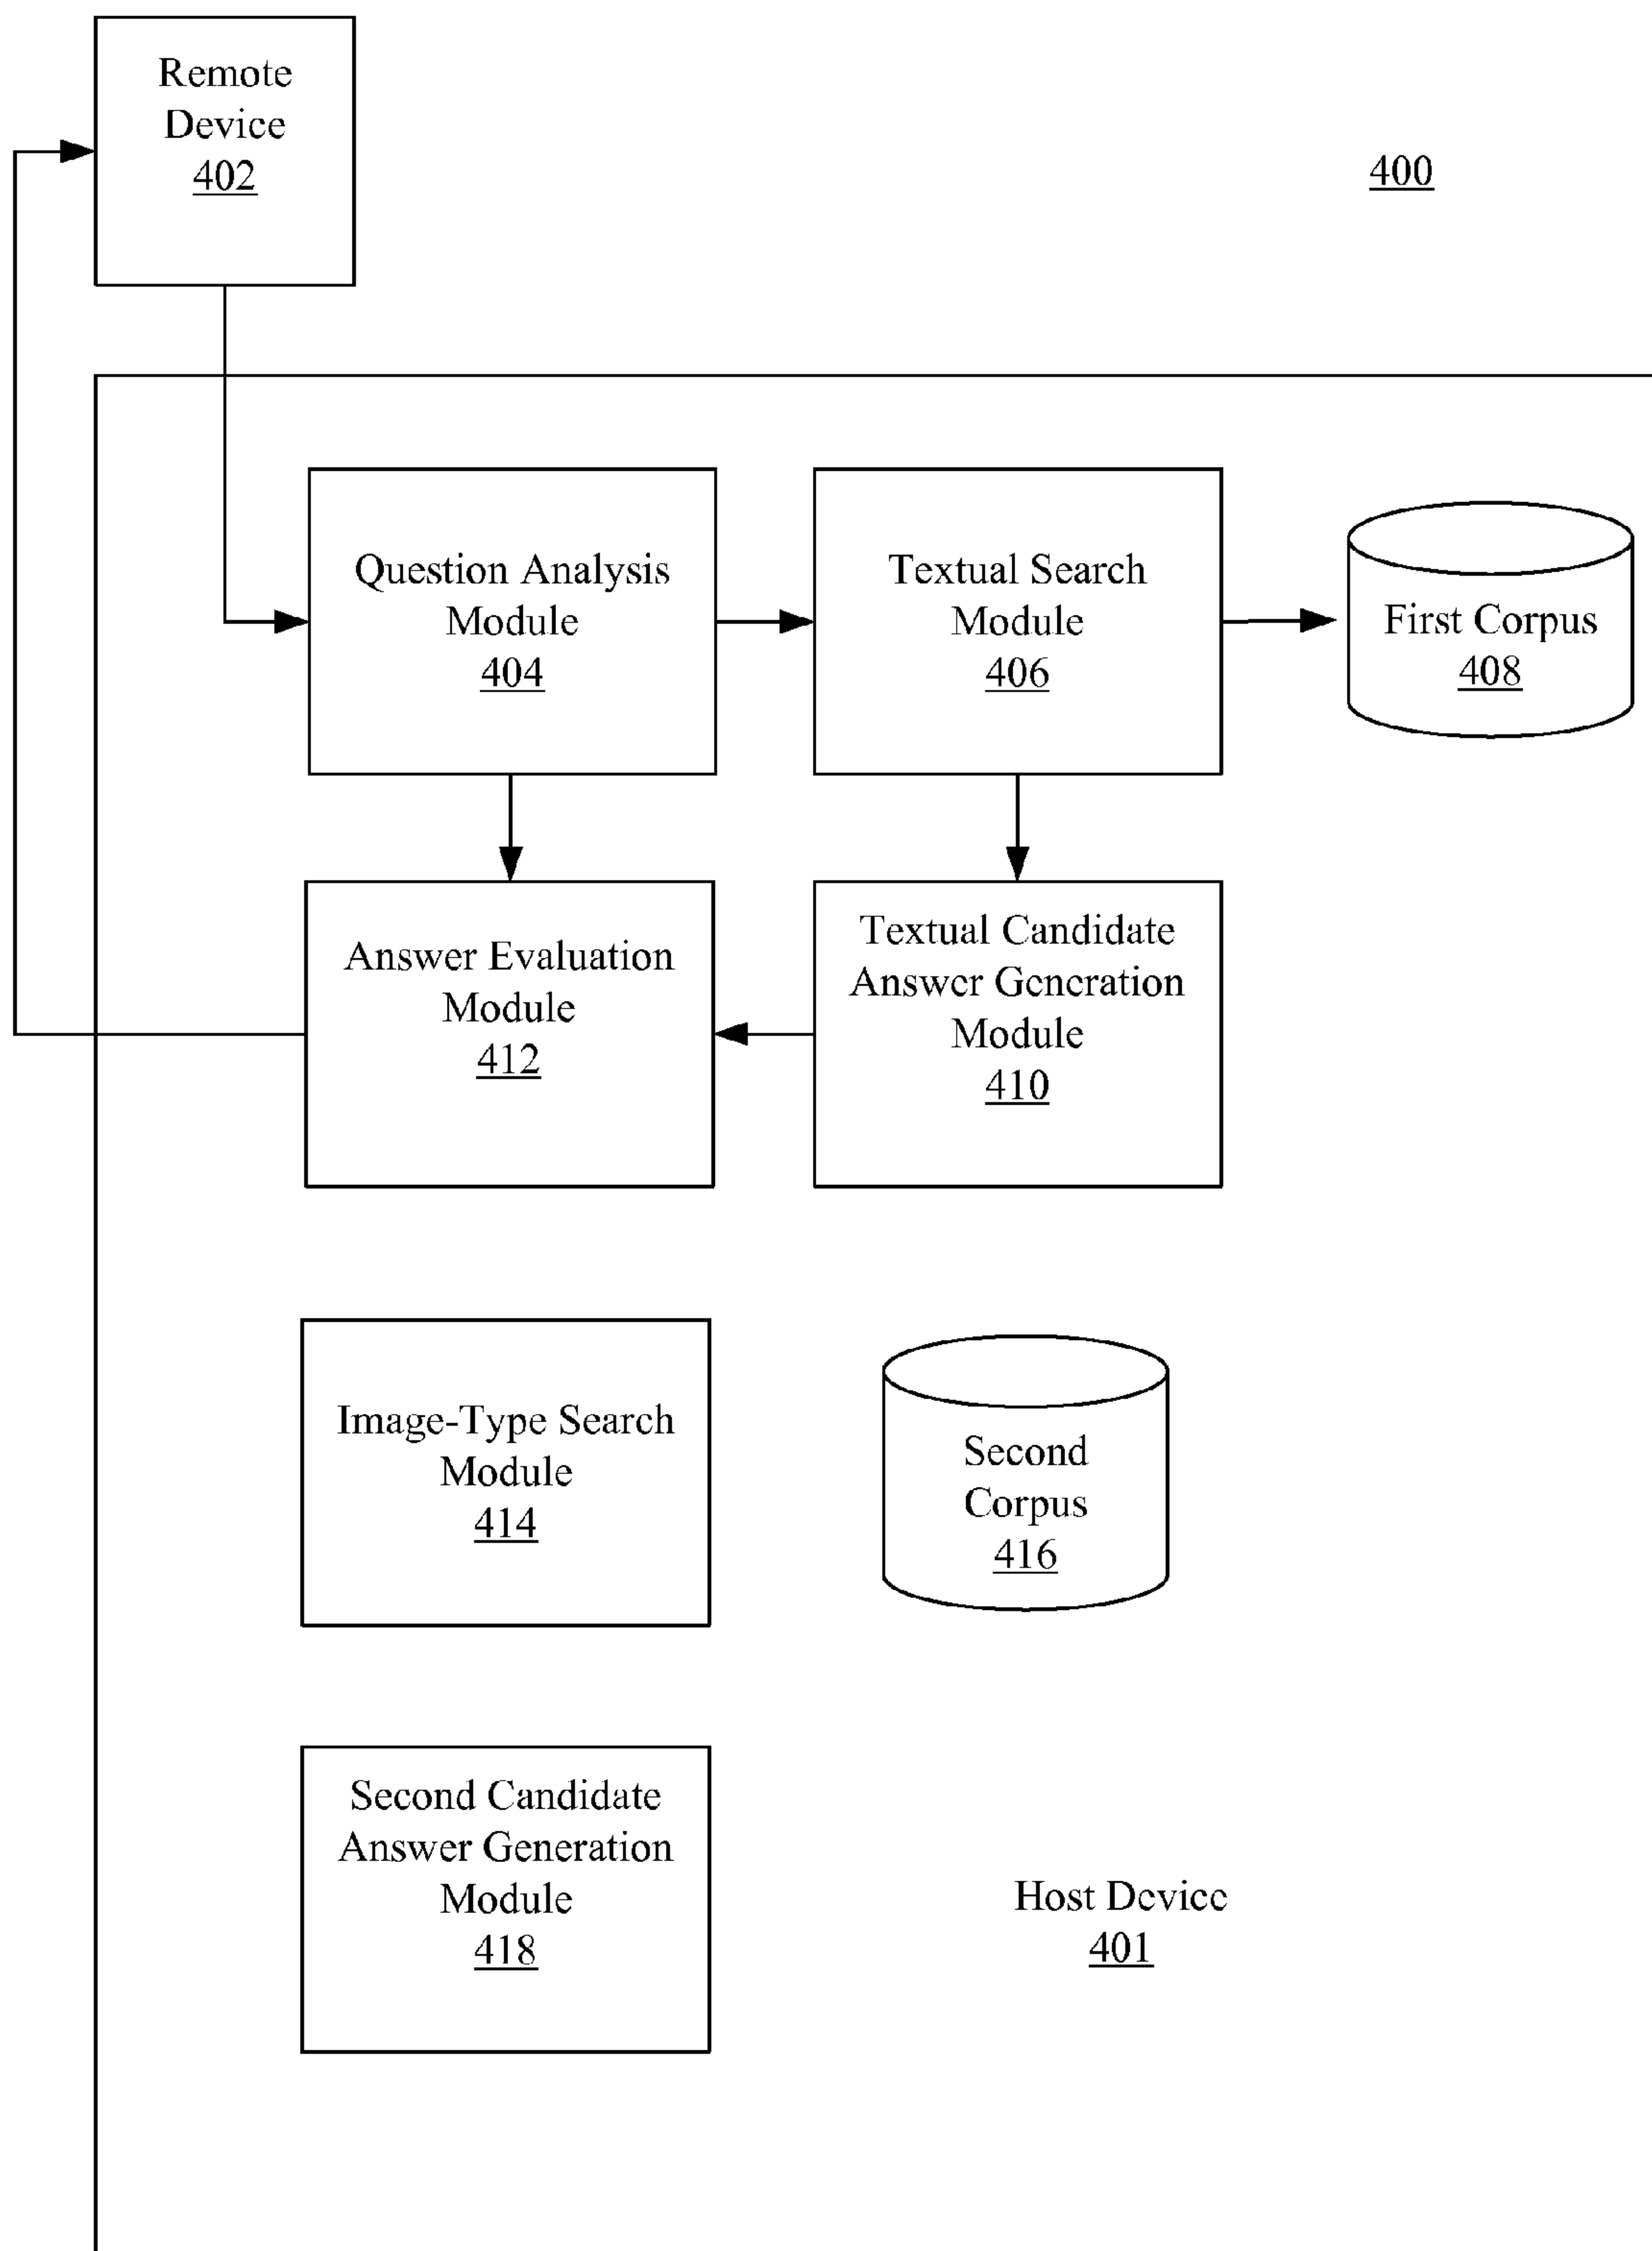 Remote
Device
402
400
Question Analysis
Module
404
Textual Search
Module
406
First Corpus
408
Answer Evaluation
Module
412
Textual Candidate
Answer Generation
Module
410
Image-Type Search
Module
414
Second
Corpus
416
Second Candidate
Answer Generation
Module
418
Host Device
401